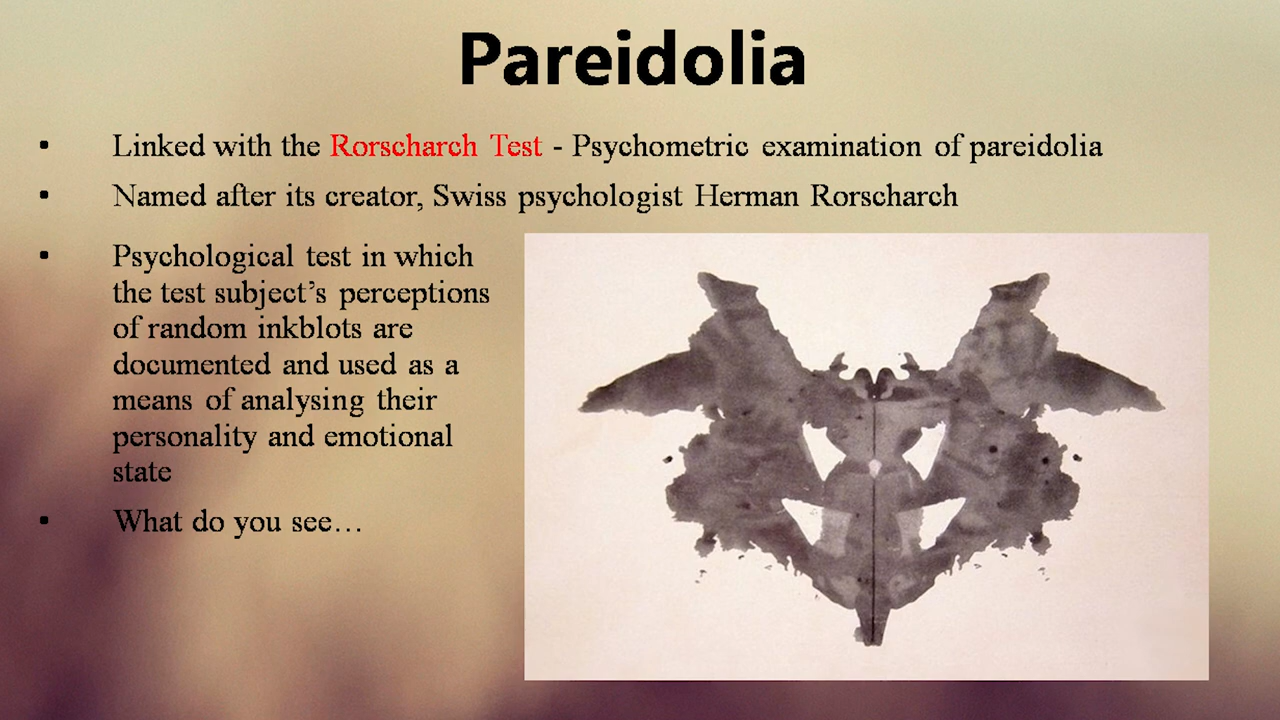 Pareidolia
• Linked with the Rorscharch Test - Psychometric examination of pareidolia
• Named after its creator, Swiss psychologist Herman Rorscharch
• Psychological test in which
the test subject’s perceptions
of random inkblots are
documented and used as a
means of analysing their
personality and emotional
state
• What do you see…